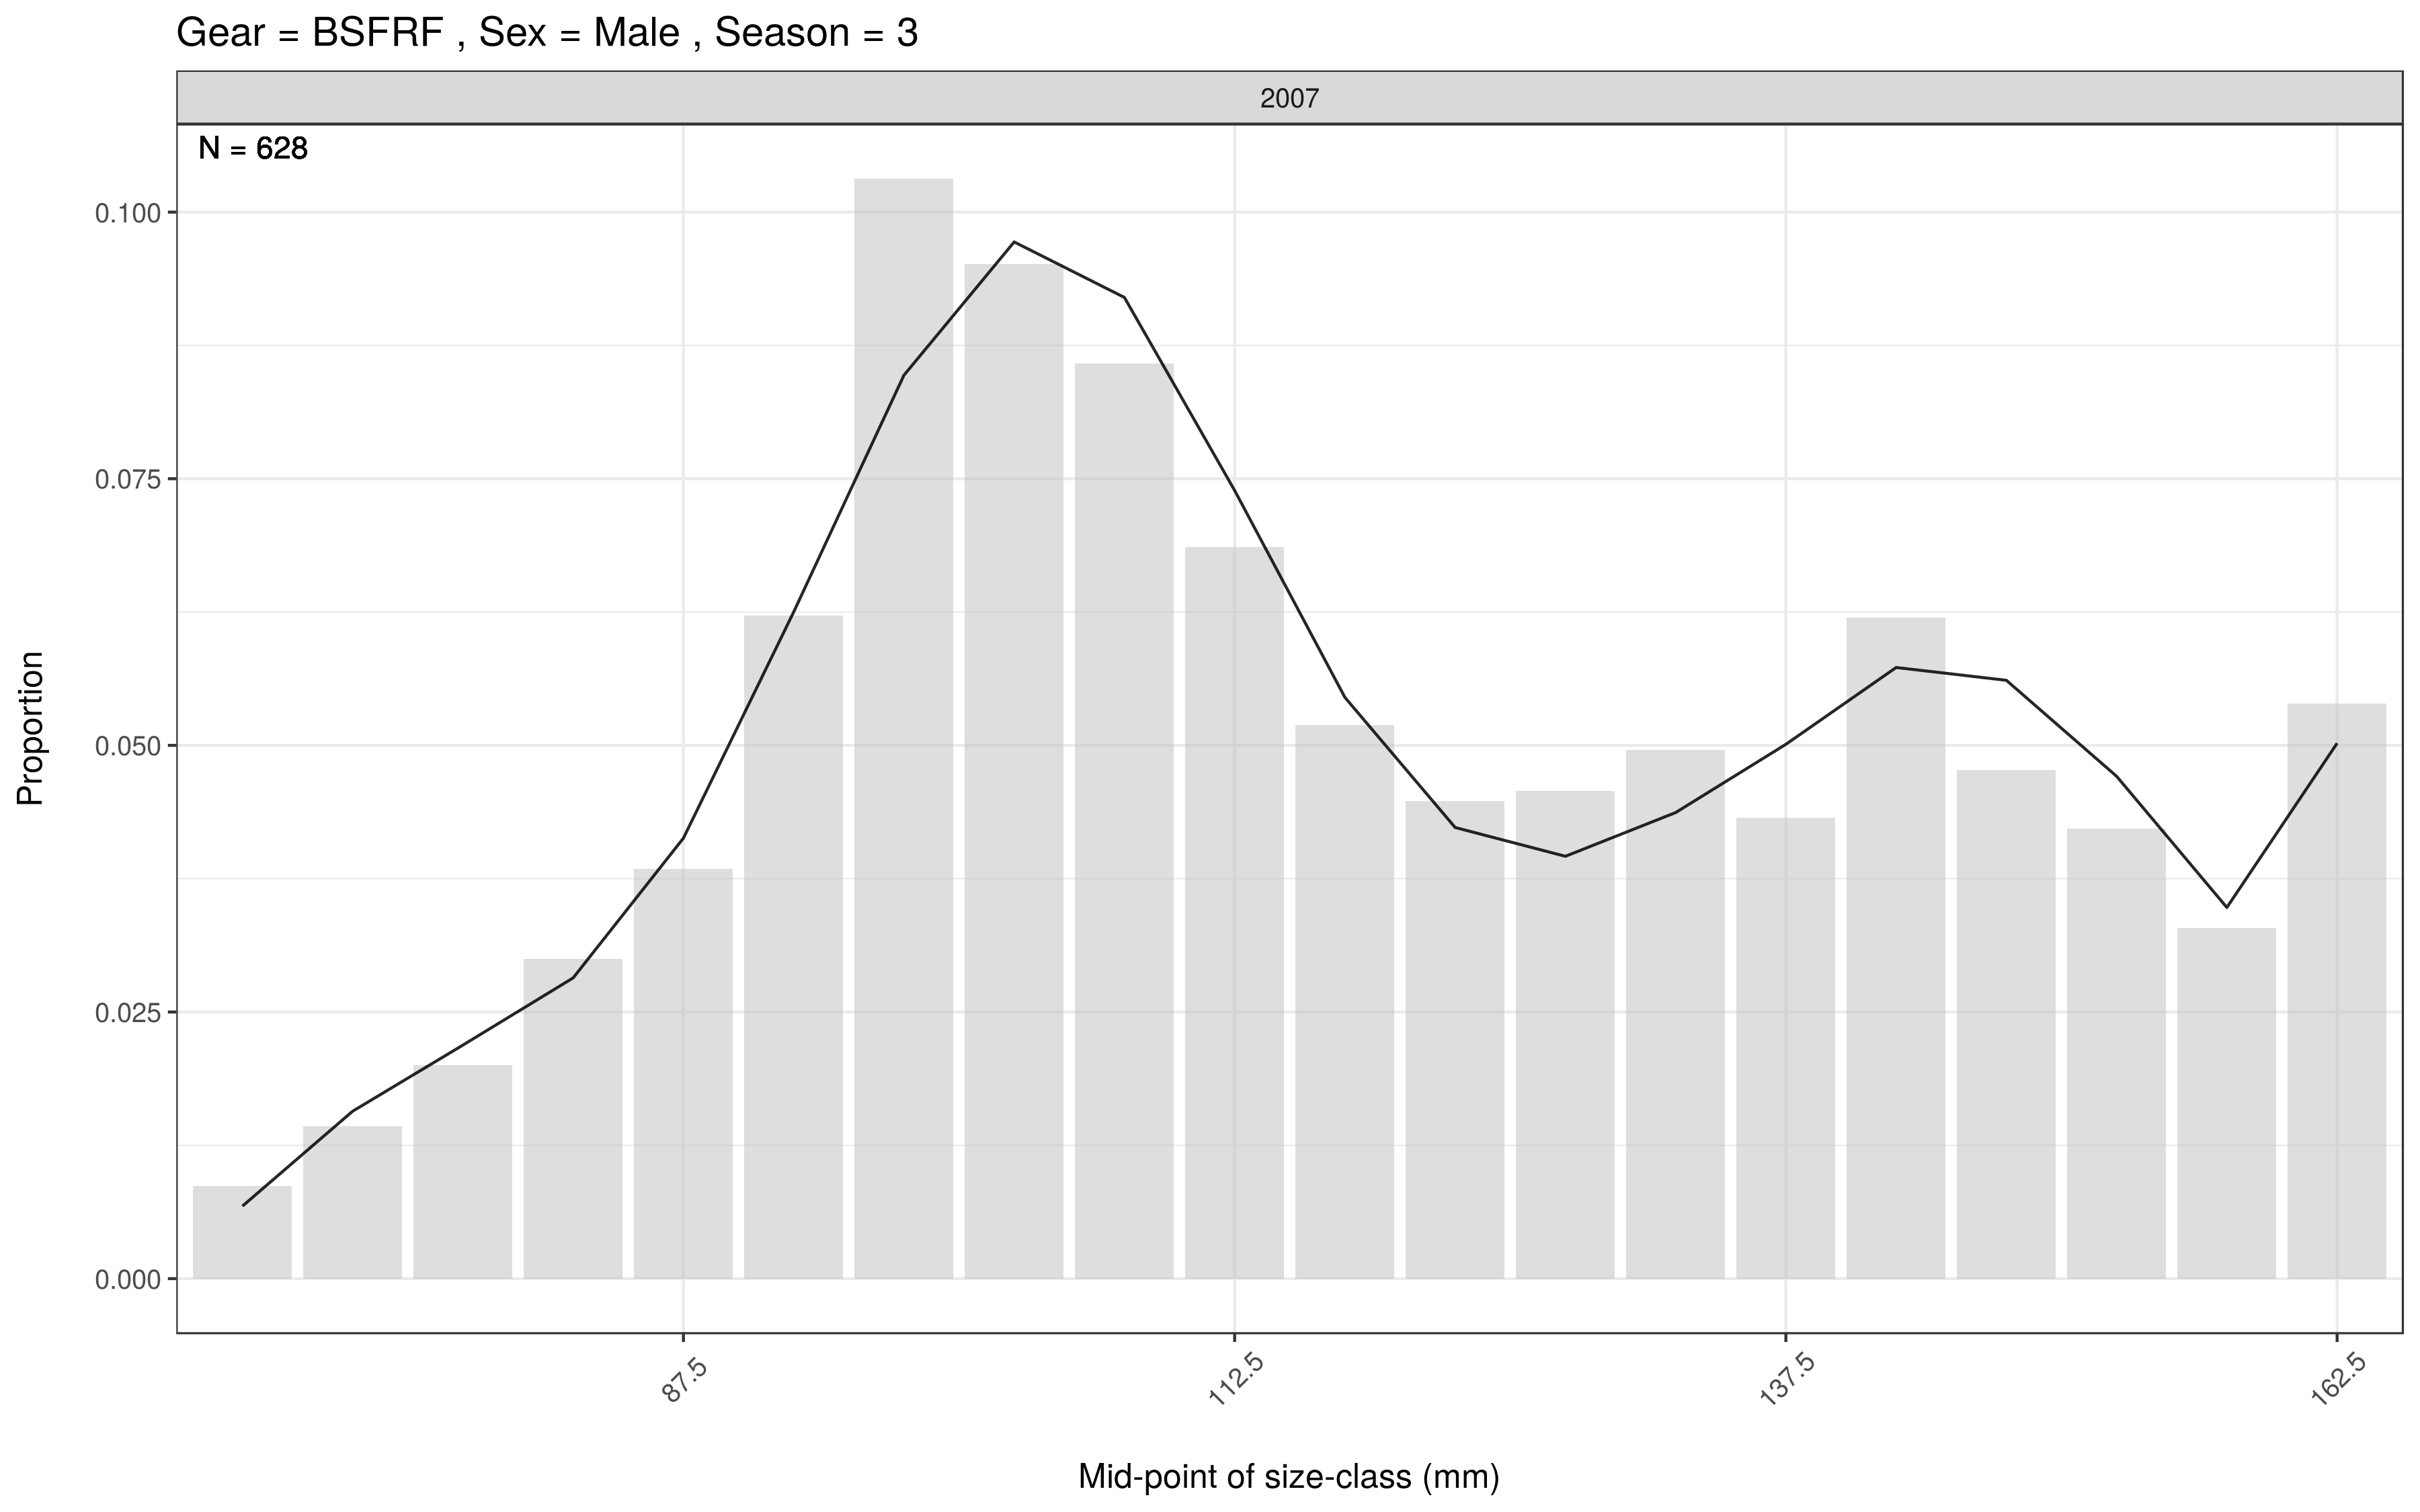 Gear = BSFRF , Sex = Male , Season = 3
2007
N = 628
0.100
0.075
0.050
0.025
0.000
Proportion
87.5
112.5
137.5
162.5
Mid-point of size-class (mm)